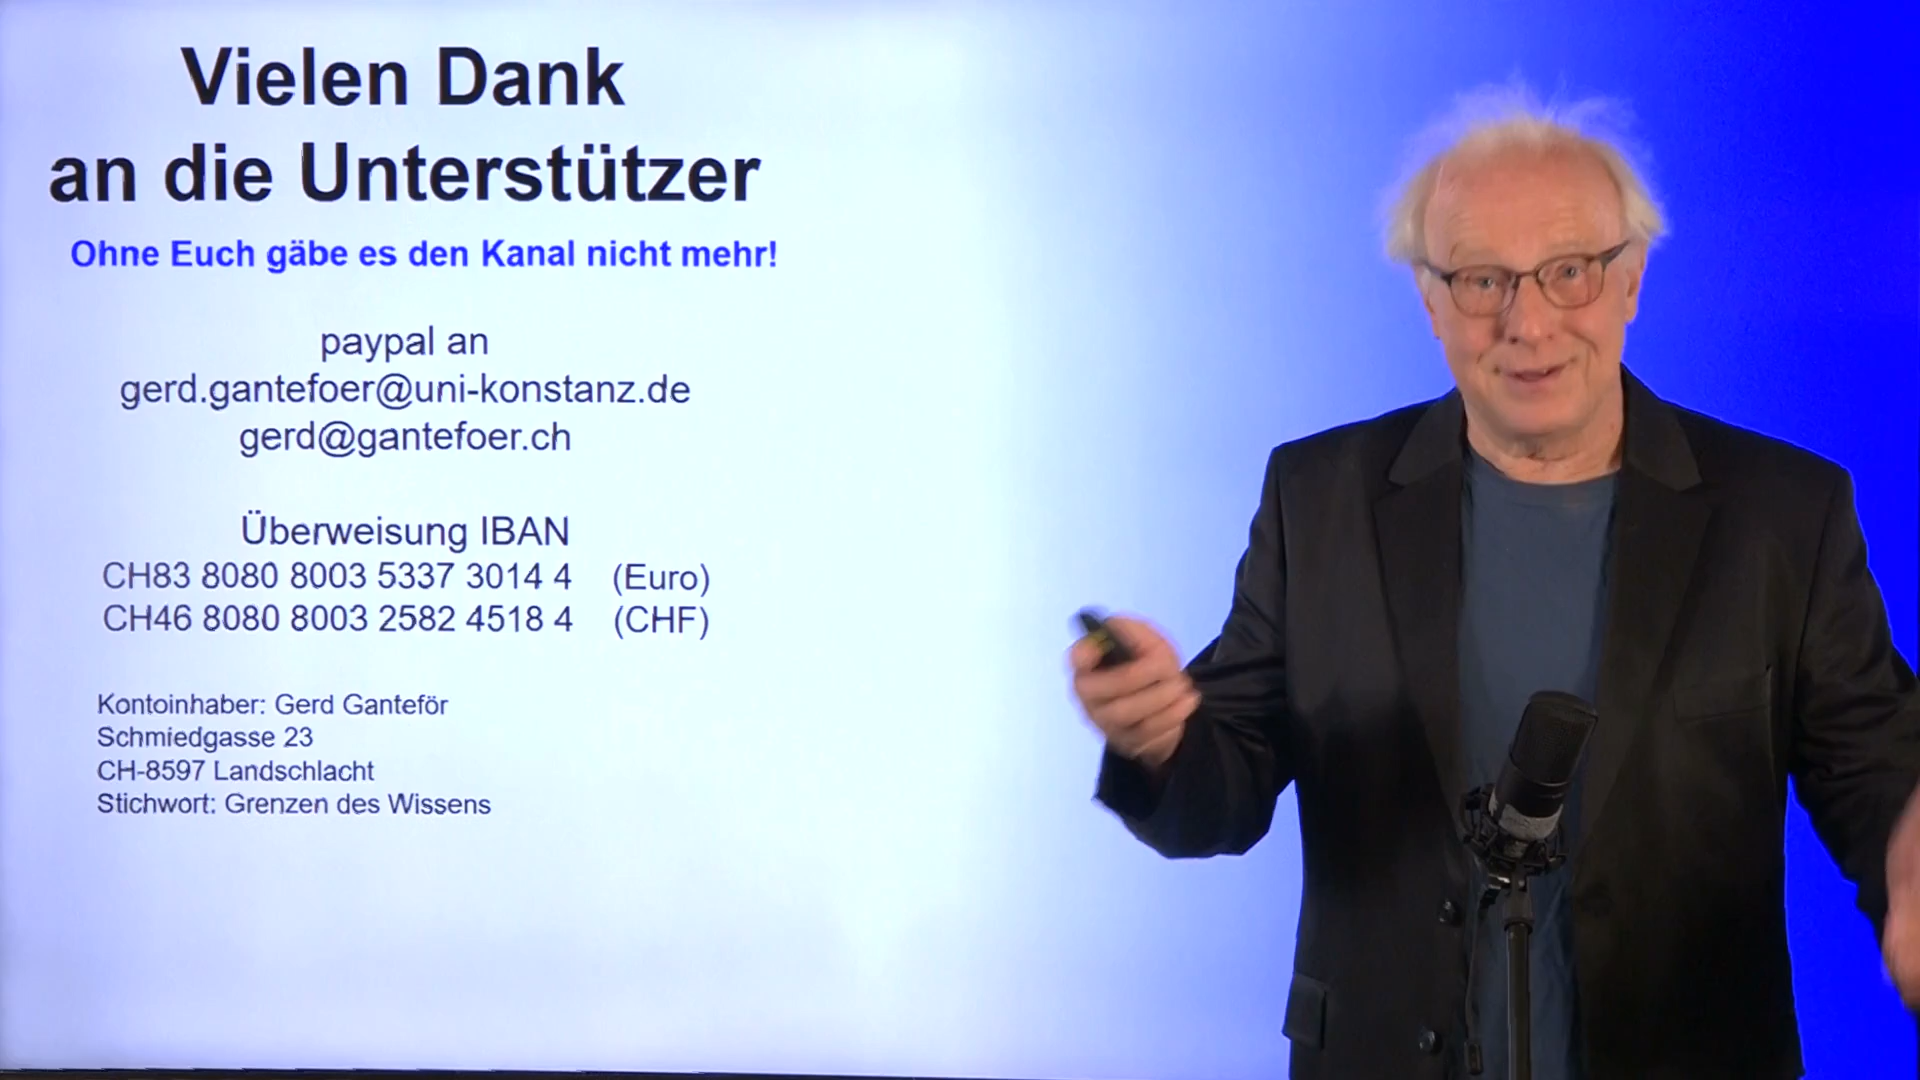 Vielen Dank
an die Unterstützer
Ohne Euch gäbe es den Kanal nicht mehr!
paypal an
gerd.gantefoer@uni-konstanz.de
gerd@gantefoer.ch
Überweisung IBAN
CH83 8080 8003 5337 3014 4 (Euro)
CH46 8080 8003 2582 4518 4 (CHF)
Kontoinhaber: Gerd Ganteför
Schmiedgasse 23
CH-8597 Landschlacht
Stichwort: Grenzen des Wissens